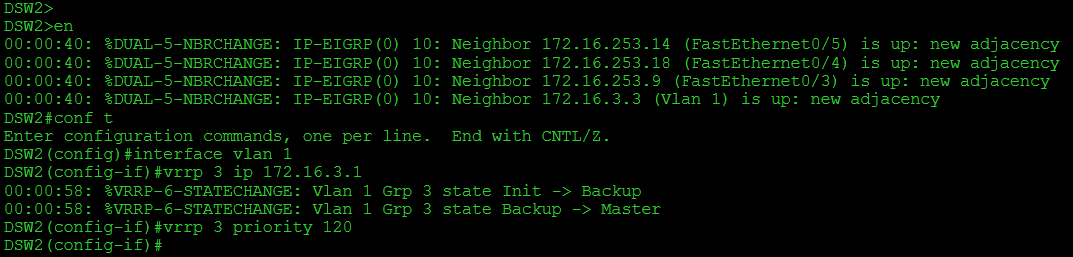 DSW2>
DSW2>en
00:00:40: %DUAL-5-NBRCHANGE: IP-EIGRP(0) 10: Neighbor 172.16.253.14 (FastEthernet0/5) is up: new adjacency
00:00:40: %DUAL-5-NBRCHANGE: IP-EIGRP(0) 10: Neighbor 172.16.253.18 (FastEthernet0/4) is up: new adjacency
00:00:40: %DUAL-5-NBRCHANGE: IP-EIGRP(0) 10: Neighbor 172.16.253.9 (FastEthernet0/3) is up: new adjacency
00:00:40: %DUAL-5-NBRCHANGE: IP-EIGRP(0) 10: Neighbor 172.16.3.3 (Vlan 1) is up: new adjacency
DSW2#conf t
Enter configuration commands, one per line.  End with CNTL/Z.
DSW2(config)#interface vlan 1
DSW2(config-if)#vrrp 3 ip 172.16.3.1
00:00:58: %VRRP-6-STATECHANGE: Vlan 1 Grp 3 state Init -> Backup
00:00:58: %VRRP-6-STATECHANGE: Vlan 1 Grp 3 state Backup -> Master
DSW2(config-if)#vrrp 3 priority 120
DSW2(config-if)#